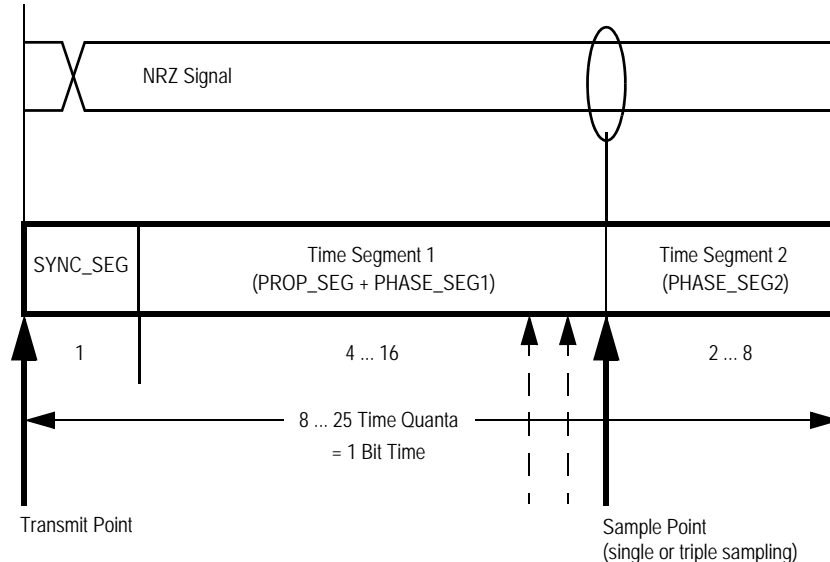 NRZ Signal
SYNC_SEG
Time Segment 1
(PROP_SEG + PHASE_SEG1)
Time Segment 2
(PHASE_SEG2)
1
4 ... 16
2 ... 8
8 ... 25 Time Quanta
= 1 Bit Time
Transmit Point
Sample Point
(single or triple sampling)